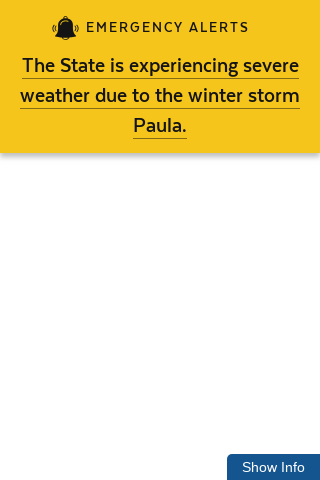 EMERGENCY ALERTS
The State is experiencing severe
weather due to the winter storm
Paula.
Show Info